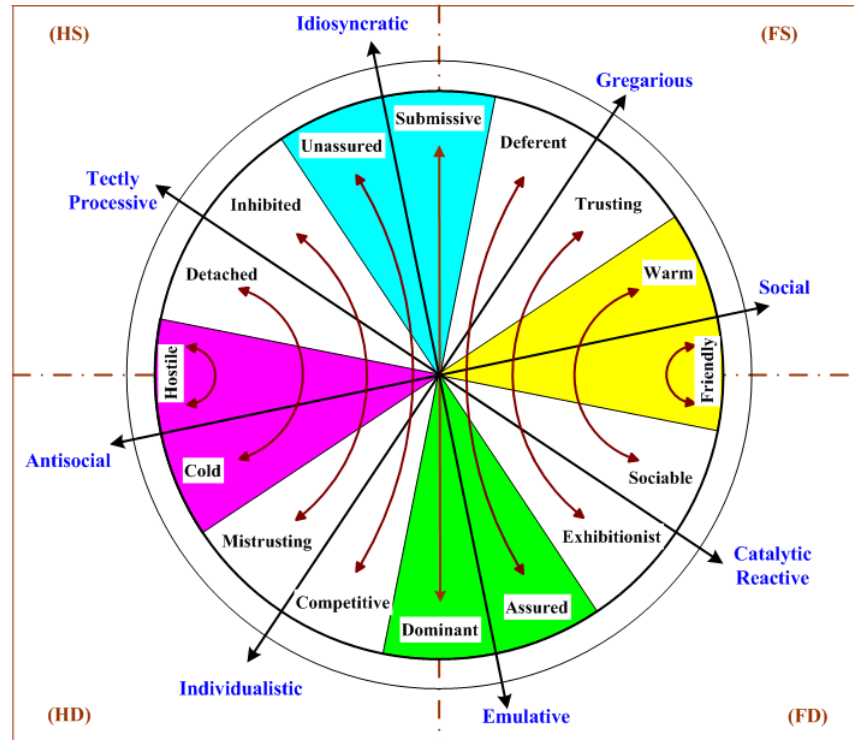 (HS)
Idiosyncratic
(FS)
Gregarious
Submissive
Unassured
Deferent
Tectly
Processive
Inhibited
Trusting
Detached
Warm
Social
Hostile
Friendly
Antisocial
Cold
Sociable
Mistrusting
Exhibitionist
Catalytic
Reactive
Competitive
Assured
Dominant
Individualistic
Emulative
(HD)
(FD)